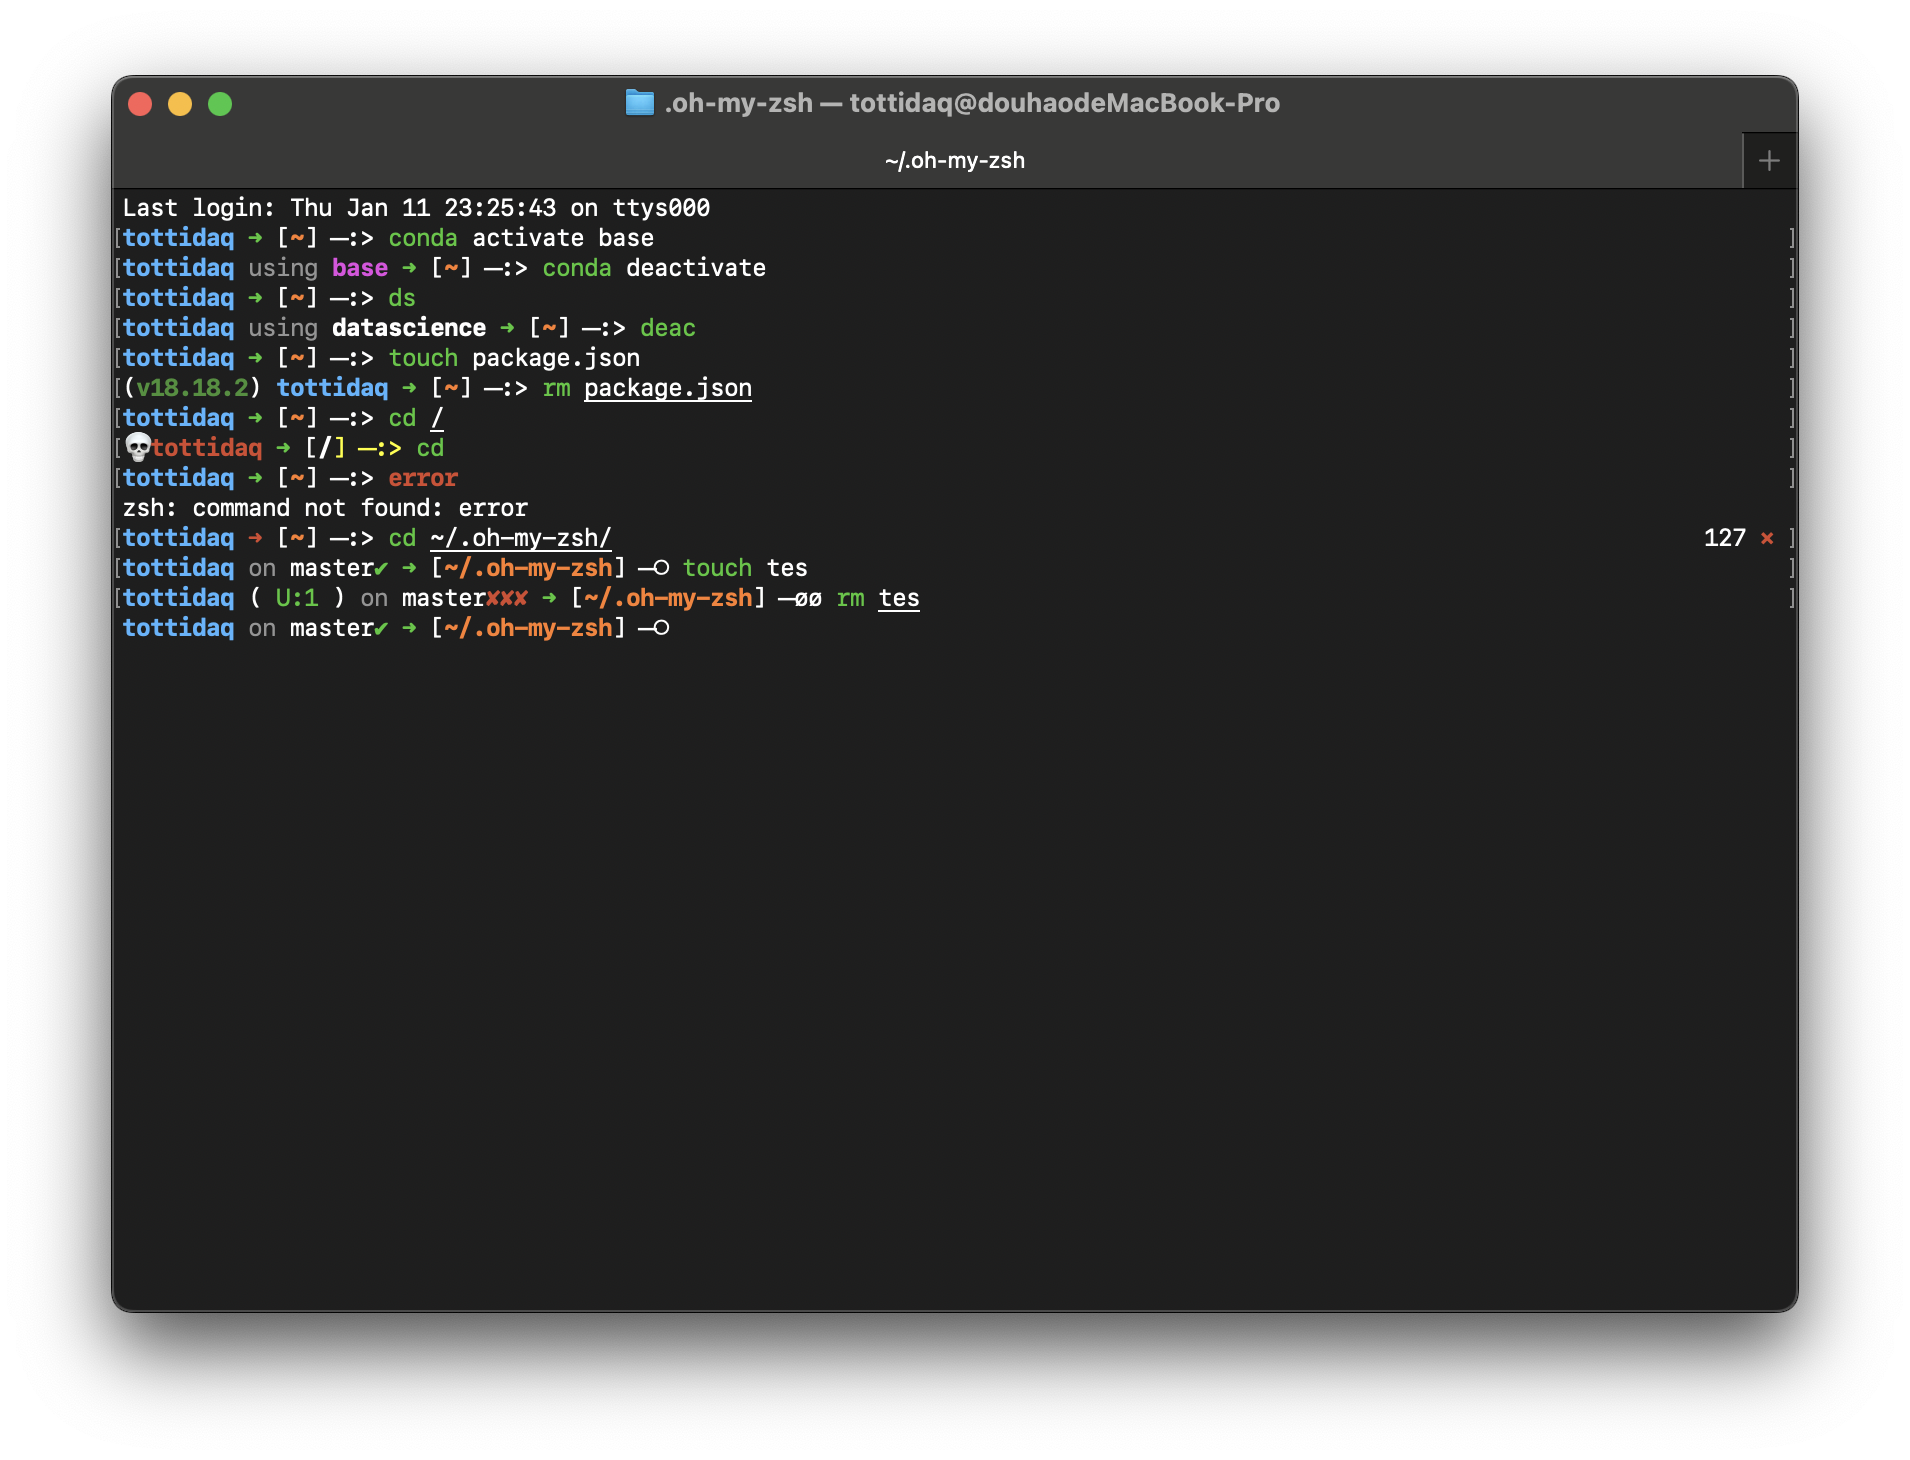 .oh-my-zsh — tottidaq@douhaodeMacBook-Pro
~/.oh-my-zsh
Last login: Thu Jan 11 23:25:43 on ttys000
tottidaq ➜ [~] —:> conda activate base
tottidaq using base ➜ [~] —:> conda deactivate
tottidaq ➜ [~] —:> ds
tottidaq using datascience ➜ [~] —:> deac
tottidaq ➜ [~] —:> touch package.json
(v18.18.2) tottidaq ➜ [~] —:> rm package.json
tottidaq ➜ [~] —:> cd /
💀tottidaq ➜ [/] —:> cd
tottidaq ➜ [~] —:> error
zsh: command not found: error
tottidaq ➜ [~] —:> cd ~/.oh-my-zsh/ 127 ✗
tottidaq on master✔ ➜ [~/.oh-my-zsh] —○ touch tes
tottidaq ( U:1 ) on master✘✘✘ ➜ [~/.oh-my-zsh] —øø rm tes
tottidaq on master✔ ➜ [~/.oh-my-zsh] —○